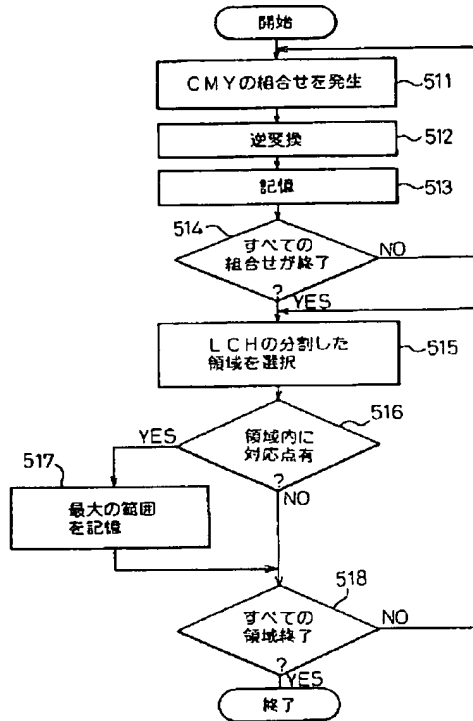 開始
CMYの組合せを発生
511
逆変換
512
記憶
513
514
すべての
組合せが終了
?
NO
YES
LCHの分割した
領域を選択
515
516
YES
領域内に
対応点有
?
NO
517
最大の範囲
を記憶
518
すべての
領域終了
?
NO
YES
終了